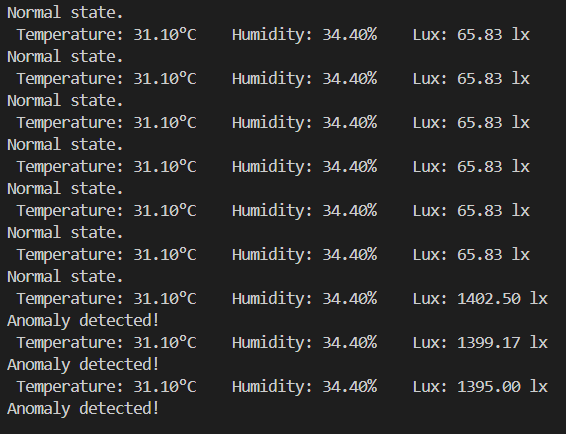 Normal state.
Temperature: 31.10°C    Humidity: 34.40%    Lux: 65.83 lx
Normal state.
Temperature: 31.10°C    Humidity: 34.40%    Lux: 65.83 lx
Normal state.
Temperature: 31.10°C    Humidity: 34.40%    Lux: 65.83 lx
Normal state.
Temperature: 31.10°C    Humidity: 34.40%    Lux: 65.83 lx
Normal state.
Temperature: 31.10°C    Humidity: 34.40%    Lux: 65.83 lx
Normal state.
Temperature: 31.10°C    Humidity: 34.40%    Lux: 65.83 lx
Normal state.
Temperature: 31.10°C    Humidity: 34.40%    Lux: 1402.50 lx
Anomaly detected!
Temperature: 31.10°C    Humidity: 34.40%    Lux: 1399.17 lx
Anomaly detected!
Temperature: 31.10°C    Humidity: 34.40%    Lux: 1395.00 lx
Anomaly detected!